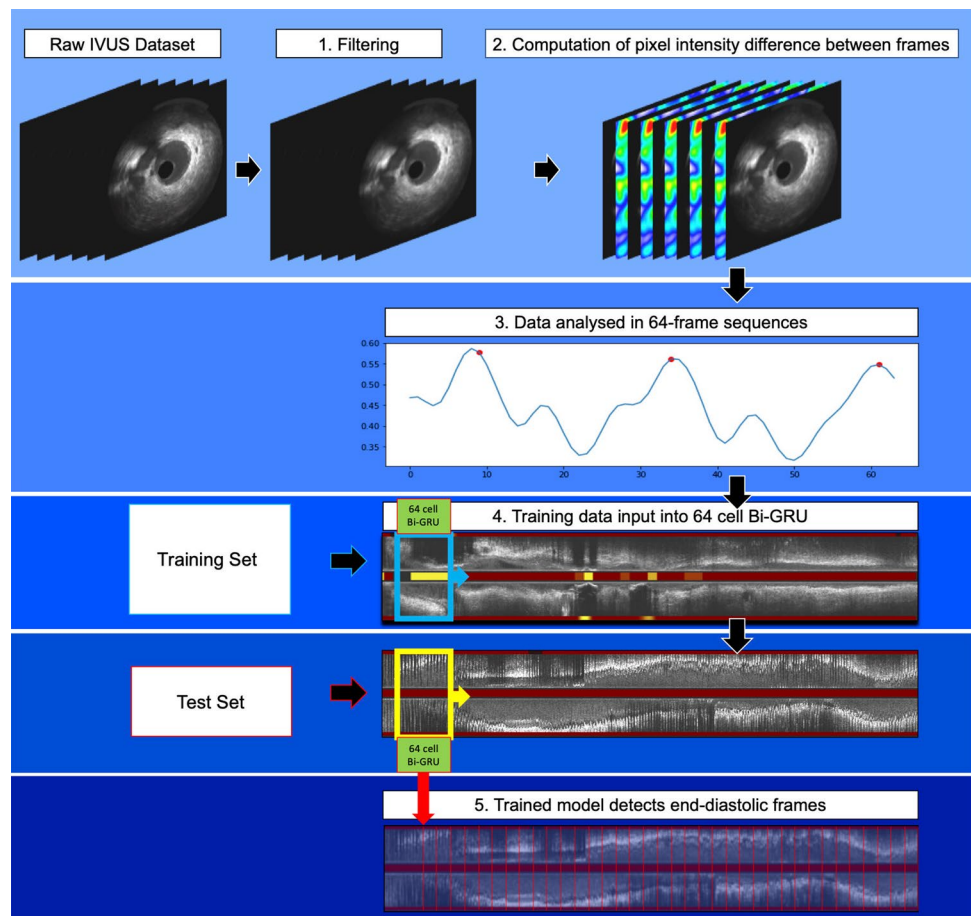 Raw IVUS Dataset
1. Filtering
2. Computation of pixel intensity difference between frames
3. Data analysed in 64-frame sequences
0.60
0.55
0.50
0.45
0.40
0.35
0
10
20
30
40
50
60
Training Set
64 cell
Bi-GRU
4. Training data input into 64 cell Bi-GRU
Test Set
64 cell
Bi-GRU
5. Trained model detects end-diastolic frames